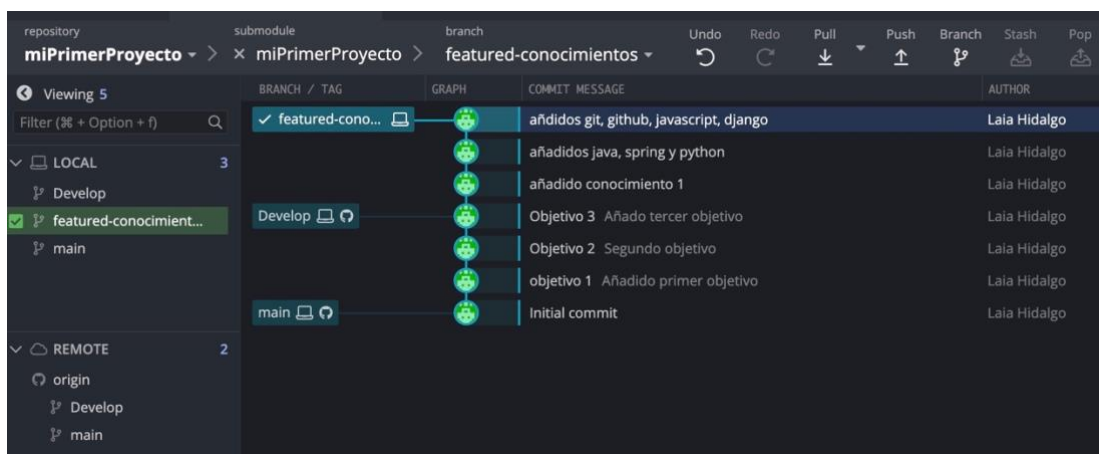 repository submodule branch Undo Redo Pull Push Branch Stash Pop
miPrimerProyecto > × miPrimerProyecto > featured-conocimientos
Viewing 5 BRANCH / TAG GRAPH COMMIT MESSAGE AUTHOR
Filter (⌘ + Option + f) ✓ featured-cono... añdidos git, github, javascript, django Laia Hidalgo
añadidos java, spring y python Laia Hidalgo
LOCAL 3
añadido conocimiento 1 Laia Hidalgo
Develop
featured-conocimient... Develop Objetivo 3 Añado tercer objetivo Laia Hidalgo
main Objetivo 2 Segundo objetivo Laia Hidalgo
objetivo 1 Añadido primer objetivo Laia Hidalgo
main Initial commit Laia Hidalgo
REMOTE 2
origin
Develop
main